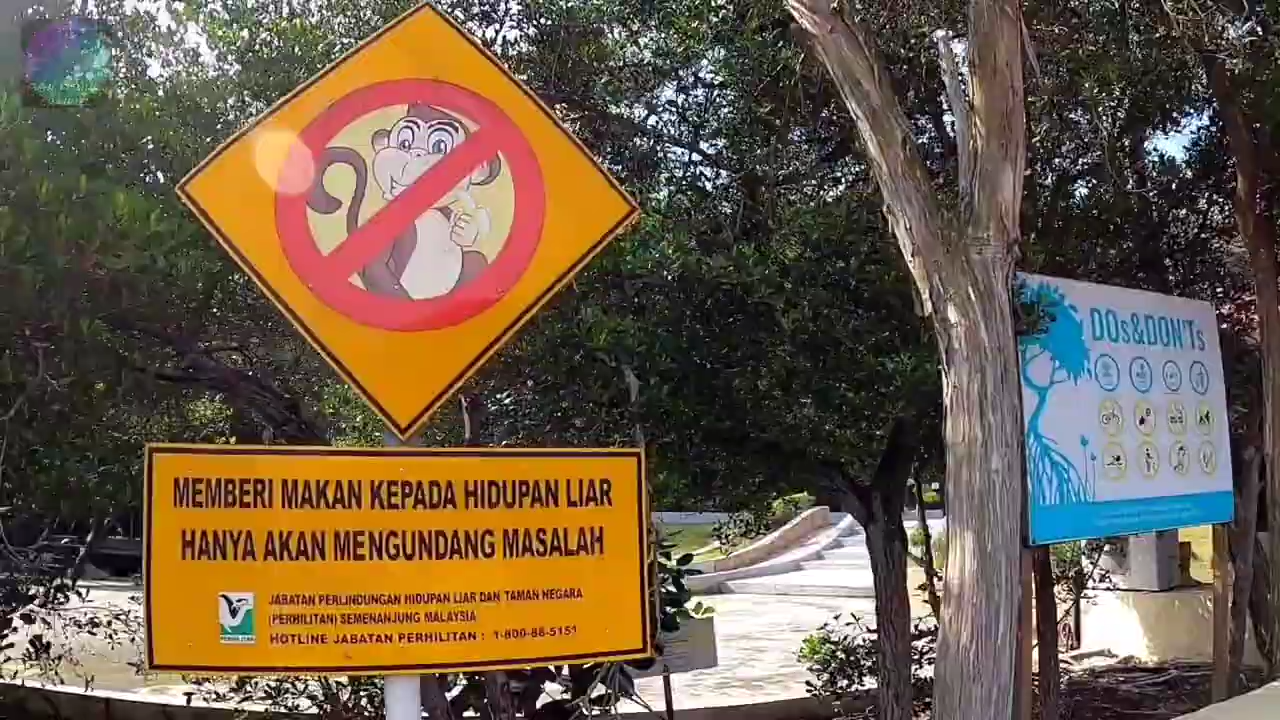 MEMBERI MAKAN KEPADA HIDUPAN LIAR
HANYA AKAN MENGUNDANG MASALAH
JABATAN PERLINDUNGAN HIDUPAN LIAR DAN TAMAN NEGARA
(PERHILITAN) SEMENANJUNG MALAYSIA
HOTLINE JABATAN PERHILITAN : 1-800-88-5151
PERHILITAN
DOs&DON'Ts